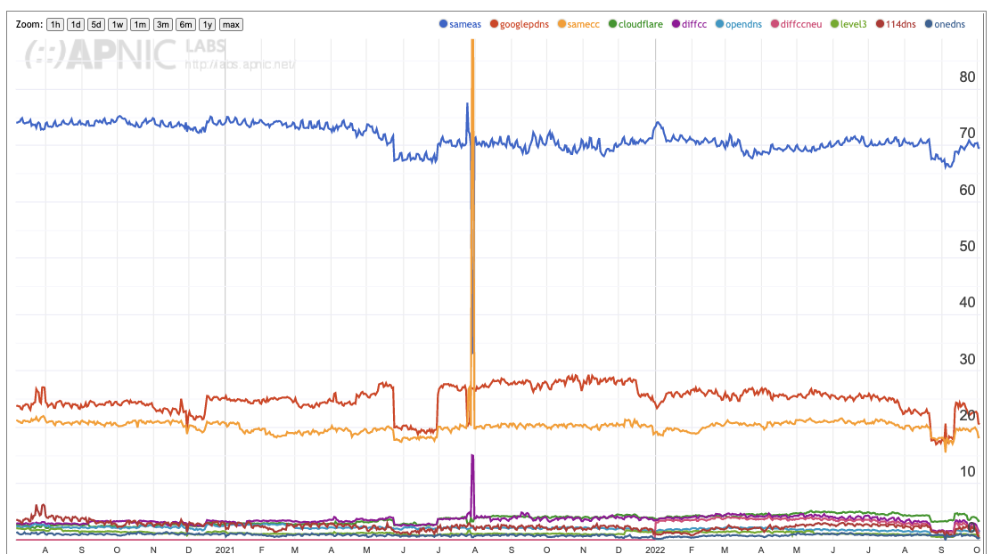 Zoom: 1h 1d 5d 1w 1m 3m 6m 1y max
sameas googlepdns samecc cloudflare diffcc opendns diffccneu level3 114dns onedns
((::))APNIC LABS
http://labs.apnic.net/
80
70
60
50
40
30
20
10
0
A S O N D 2021 F M A M J J A S O N D 2022 F M A M J J A S O